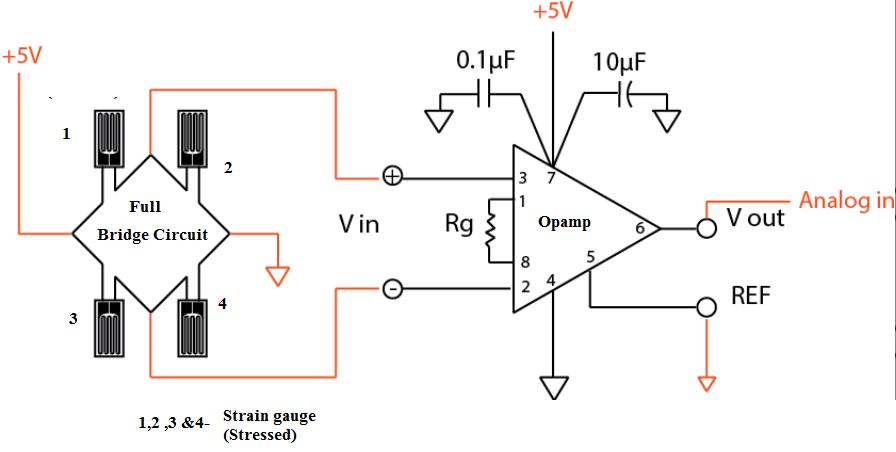 +5V
+5V
0.1µF
10µF
1
2
3
7
Full
1
Analog in
Bridge Circuit
V in
Rg
Opamp
6
V out
8
5
2
4
REF
3
4
1,2 ,3 &4-
Strain gauge
(Stressed)